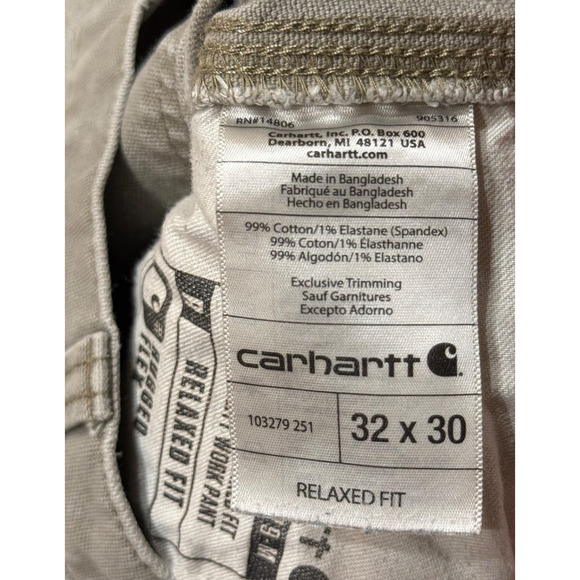 RN#14806 905316
Carhartt, Inc. P.O. Box 600
Dearborn, MI 48121 USA
carhartt.com
Made in Bangladesh
Fabriqué au Bangladesh
Hecho en Bangladesh
99% Cotton/1% Elastane (Spandex)
99% Coton/1% Élasthanne
99% Algodón/1% Elastano
Exclusive Trimming
Sauf Garnitures
Excepto Adorno
carhartt
103279 251
32 x 30
RELAXED FIT
RUGGED
FLEX
RELAXED FIT
WORK PANT
FIT